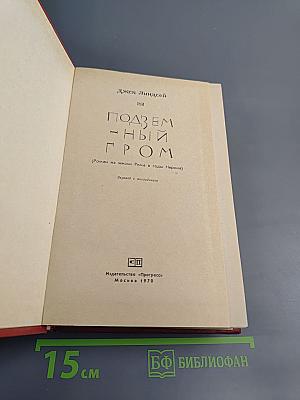 Джек Линдсей
ПОДЗЕМ
-НЫЙ
ГРОМ
(Роман из жизни Рима в годы Нерона)
Перевод с английского
Издательство «Прогресс»
Москва 1970
15 см
БФ БИБЛИОФАН